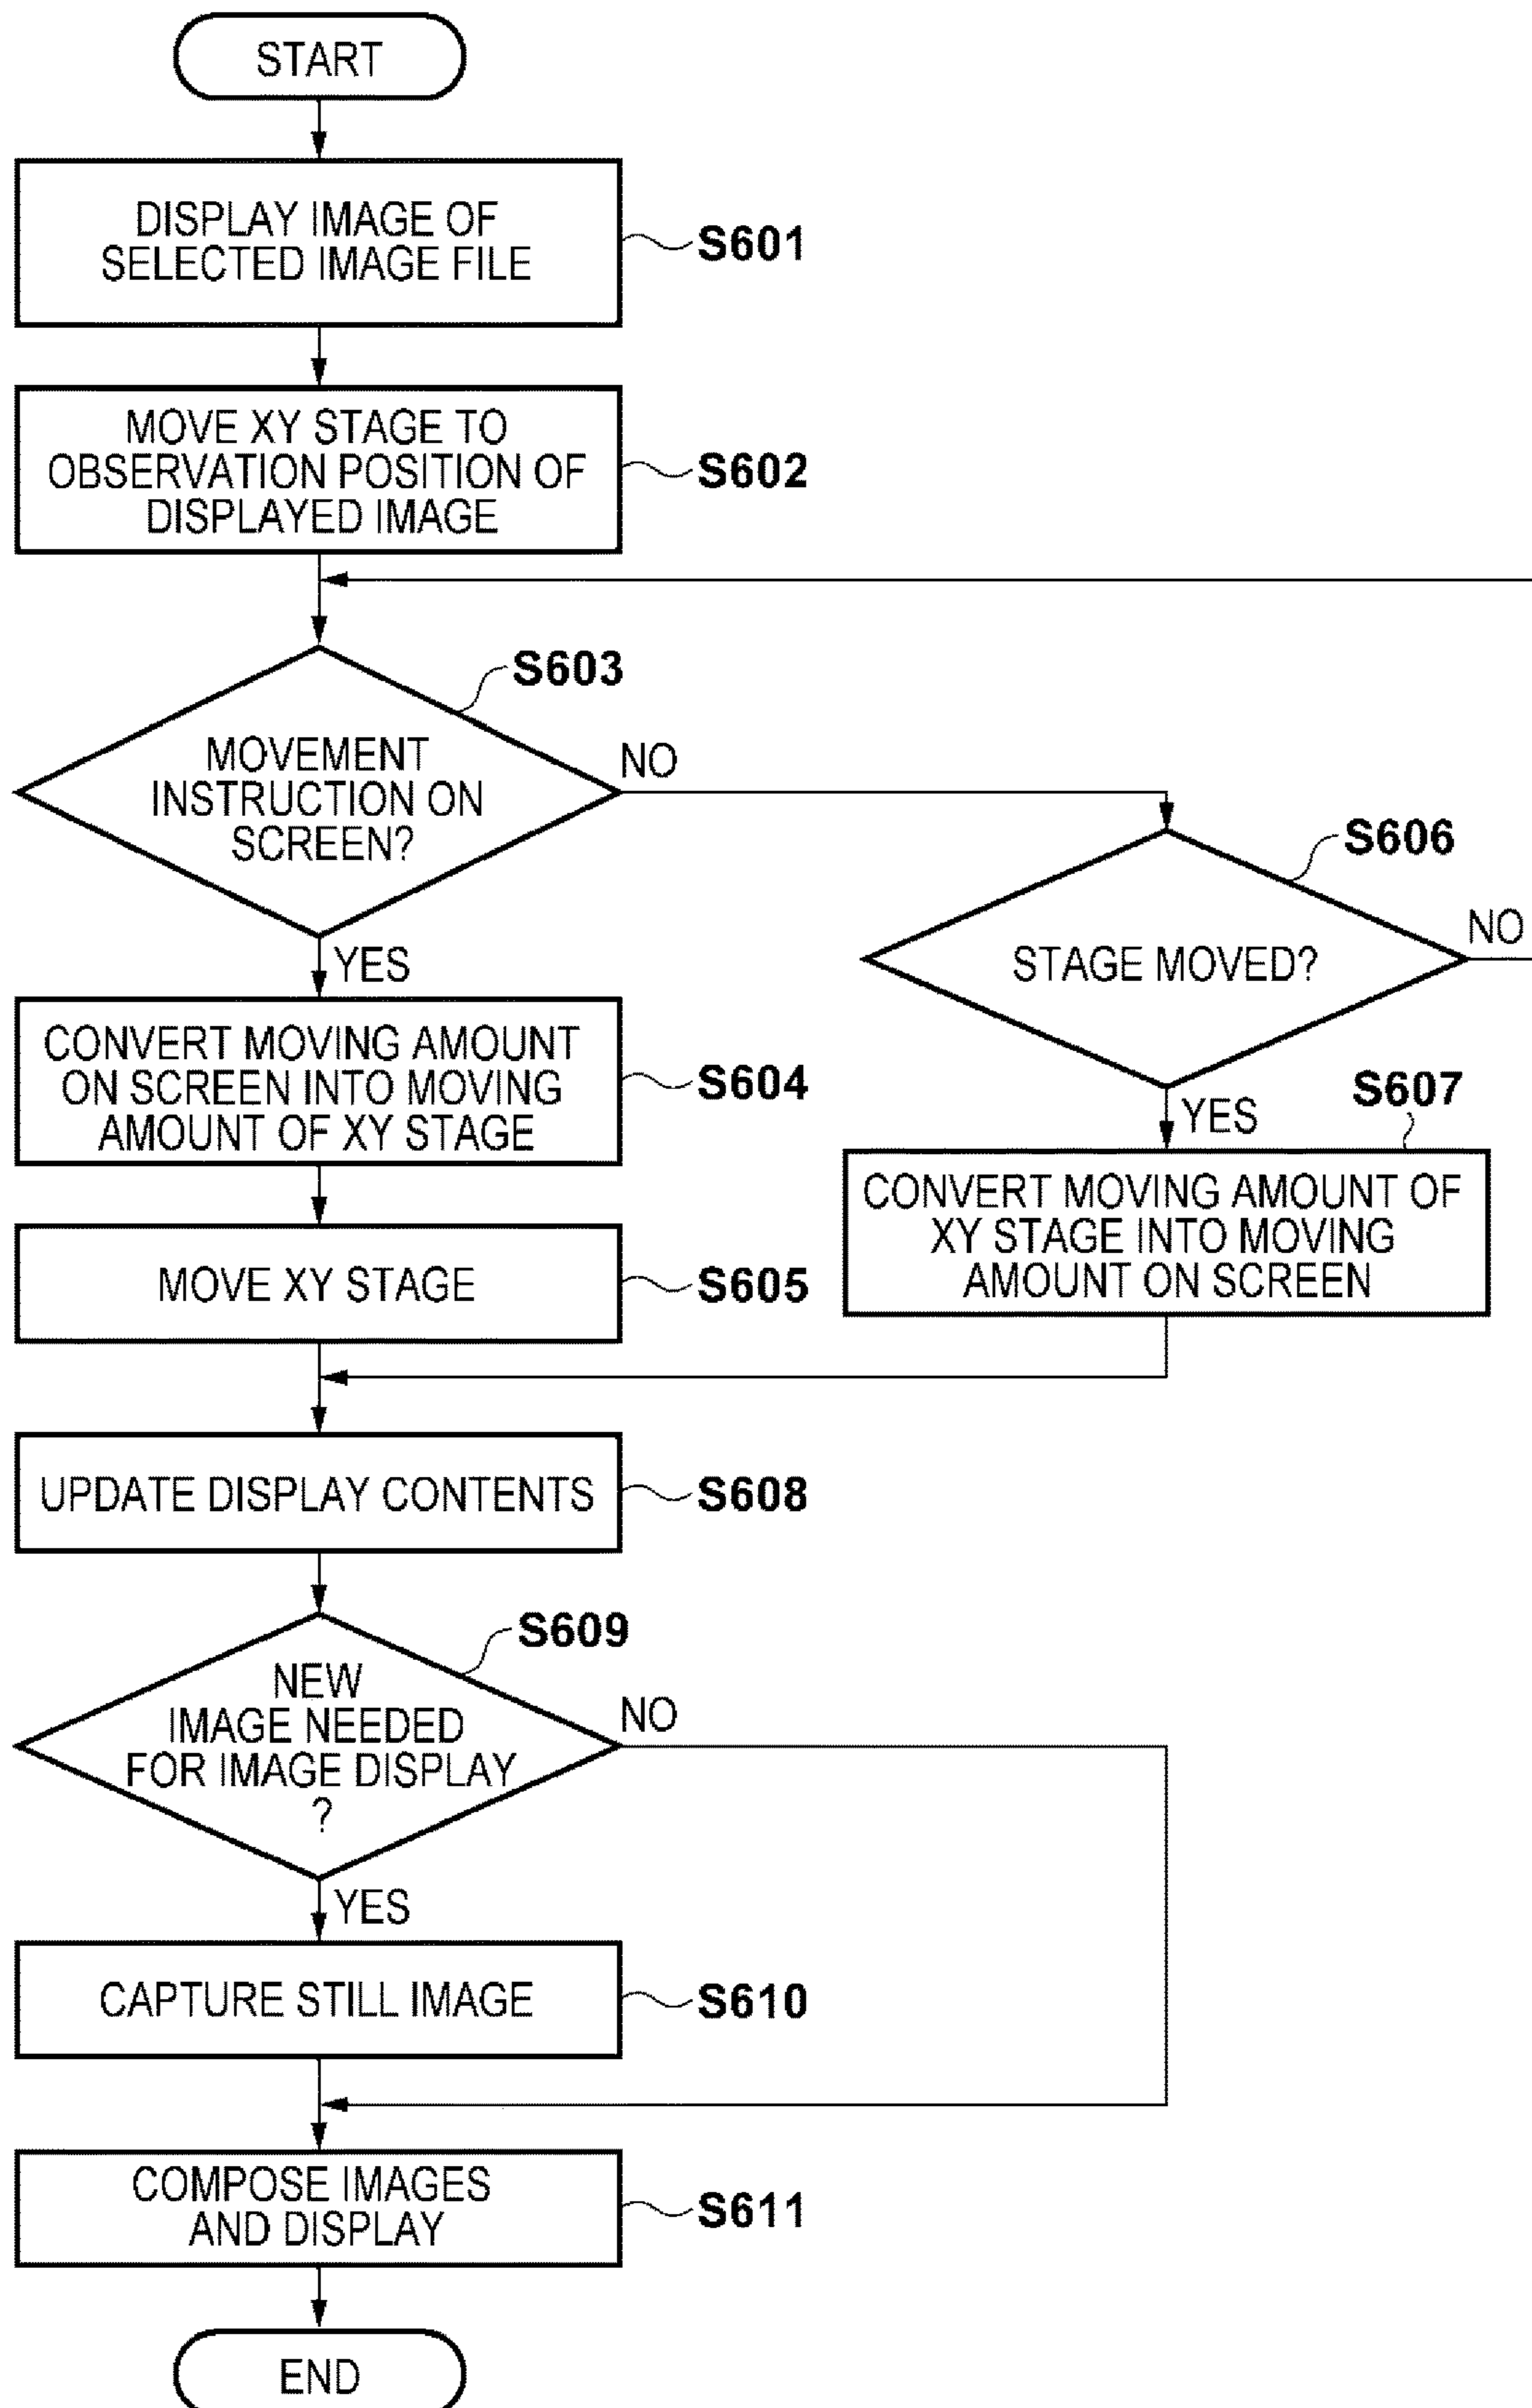 START
DISPLAY IMAGE OF
SELECTED IMAGE FILE
S601
MOVE XY STAGE TO
OBSERVATION POSITION OF
DISPLAYED IMAGE
S602
S603
MOVEMENT
INSTRUCTION ON
SCREEN?
NO
YES
S606
STAGE MOVED?
NO
YES
CONVERT MOVING AMOUNT
ON SCREEN INTO MOVING
AMOUNT OF XY STAGE
S604
S607
CONVERT MOVING AMOUNT OF
XY STAGE INTO MOVING
AMOUNT ON SCREEN
MOVE XY STAGE
S605
UPDATE DISPLAY CONTENTS
S608
S609
NEW
IMAGE NEEDED
FOR IMAGE DISPLAY
?
NO
YES
CAPTURE STILL IMAGE
S610
COMPOSE IMAGES
AND DISPLAY
S611
END